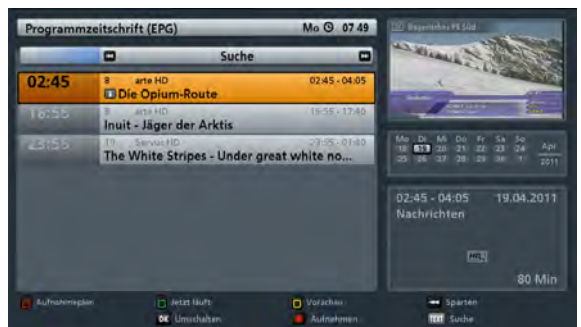 Programmzeitschrift (EPG) Mo 07 49
Suche
02:45 8 arte HD 02:45 - 04:05
Die Opium-Route
16:55 8 arte HD 16:55 - 17:40
Inuit - Jäger der Arktis
23:55 19 Servus HD 23:55 - 01:40
The White Stripes - Under great white no...
Bayerisches FS Süd
Mo Di Mi Do Fr Sa So Apr
18 19 20 21 22 23 24
25 26 27 28 29 30 1 2011
02:45 - 04:05 19.04.2011
Nachrichten
80 Min
Aufnahmeplan Jetzt läuft Vorschau Sparten
OK Umschalten Aufnehmen TEXT Suche